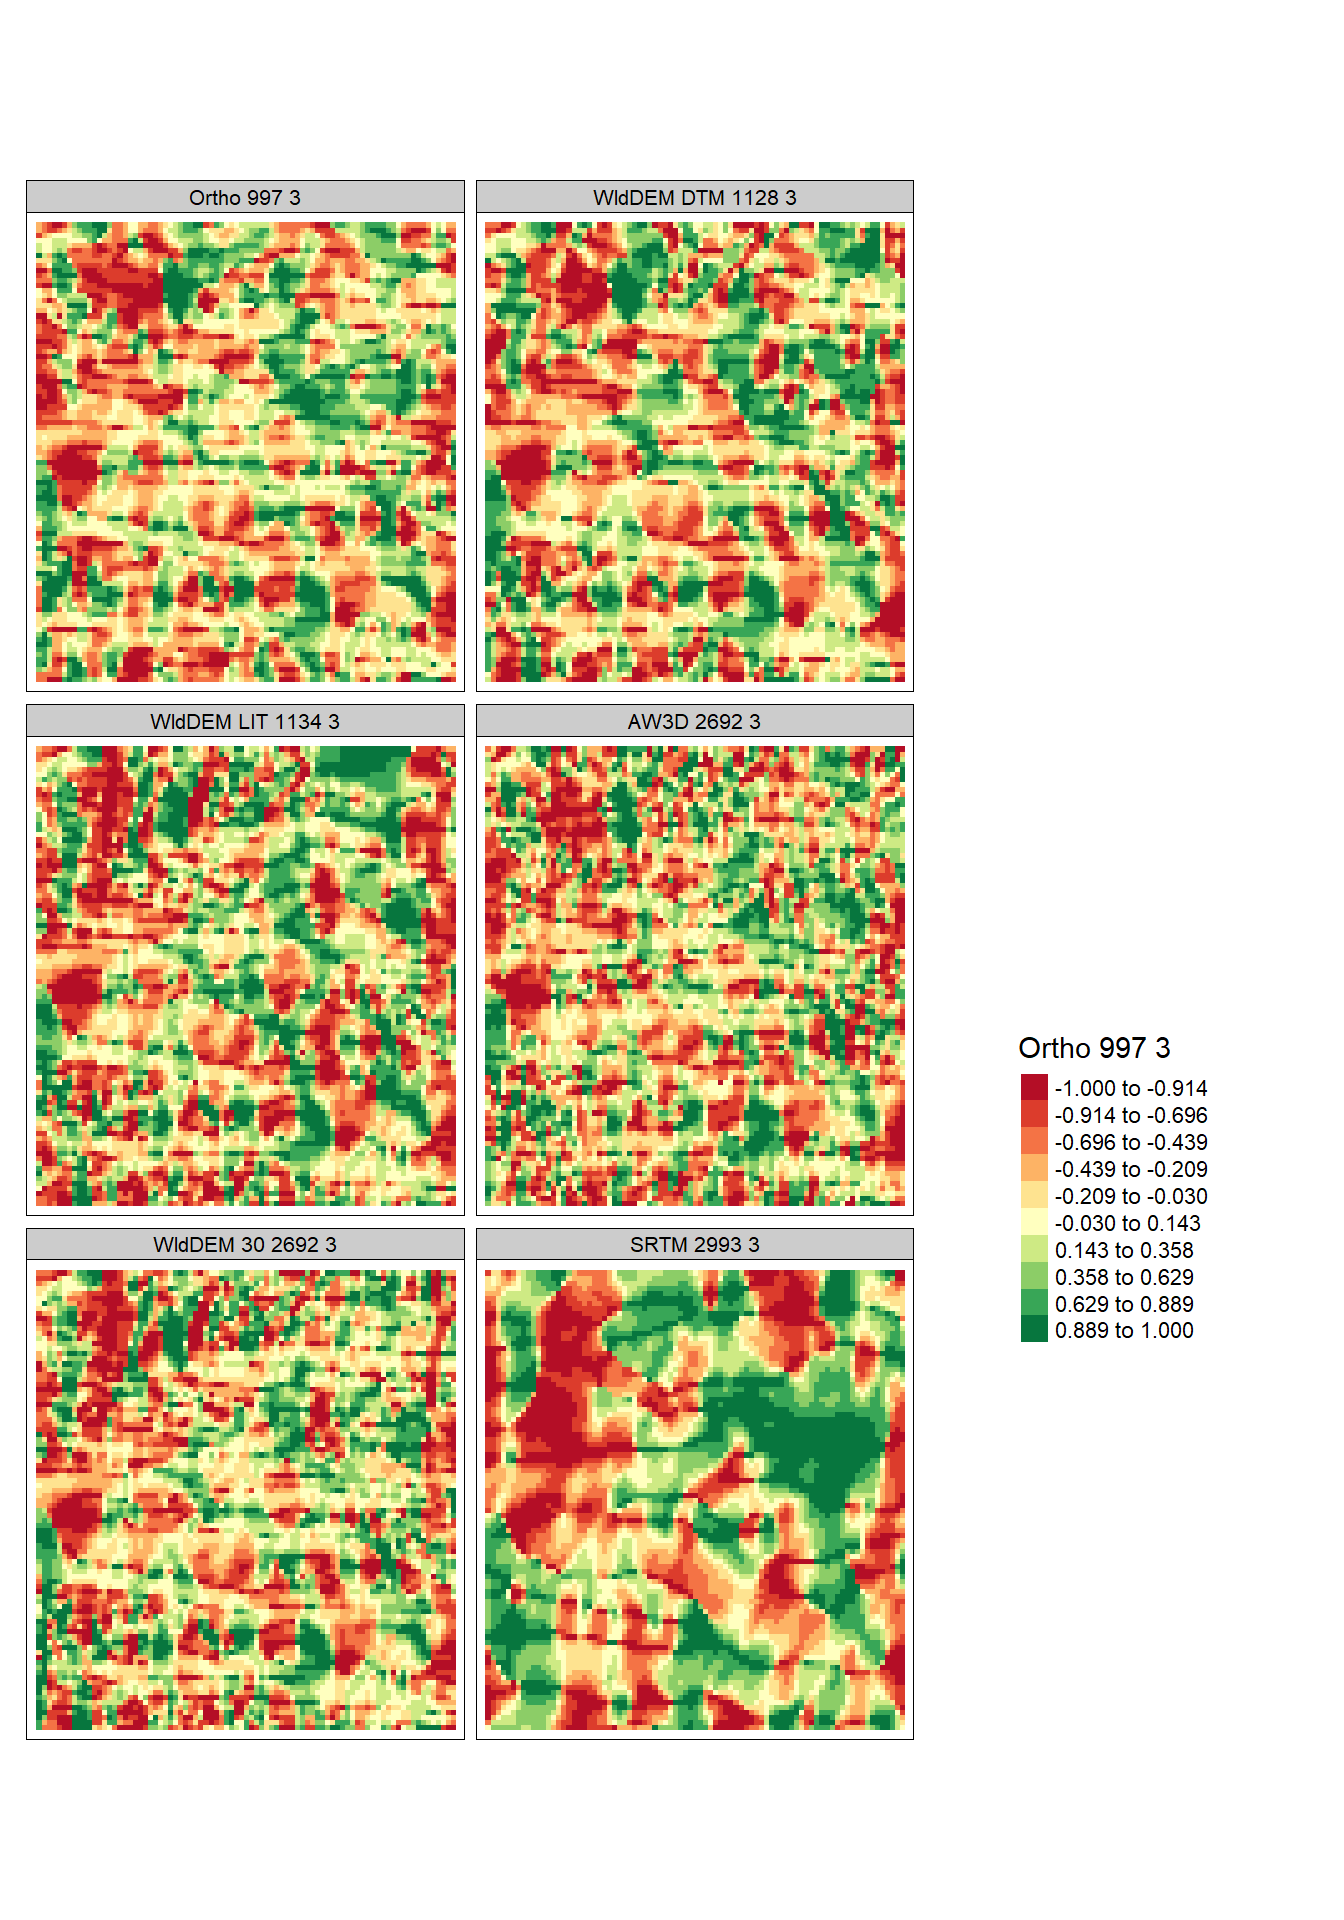 Ortho 997 3
WldDEM DTM 1128 3
WldDEM LIT 1134 3
AW3D 2692 3
WldDEM 30 2692 3
SRTM 2993 3
Ortho 997 3
-1.000 to -0.914
-0.914 to -0.696
-0.696 to -0.439
-0.439 to -0.209
-0.209 to -0.030
-0.030 to 0.143
0.143 to 0.358
0.358 to 0.629
0.629 to 0.889
0.889 to 1.000